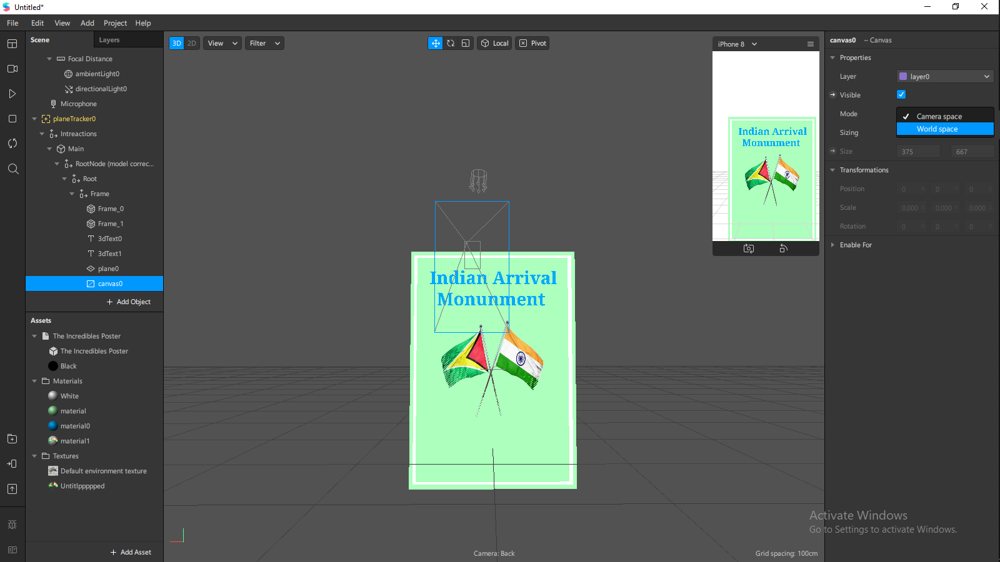 Untitled*
File Edit View Add Project Help
Scene Layers
Focal Distance
ambientLight0
directionalLight0
Microphone
planeTracker0
Intreactions
Main
RootNode (model correc...
Root
Frame
Frame_0
Frame_1
3dText0
3dText1
plane0
canvas0
+ Add Object
Assets
The Incredibles Poster
The Incredibles Poster
Black
Materials
White
material
material0
material1
Textures
Default environment texture
Untitlppppped
+ Add Asset
3D 2D View Filter
Local Pivot
Indian Arrival
Monunment
Camera: Back
Grid spacing: 100cm
iPhone 8
Indian Arrival
Monunment
canvas0 – Canvas
Properties
Layer layer0
Visible
Mode Camera space
World space
Sizing
Size 375 667
Transformations
Position 0 X 0 Y 0 Z
Scale 0.000 X 0.000 Y 0.000 Z
Rotation 0 X 0 Y 0 Z
Enable For
Activate Windows
Go to Settings to activate Windows.